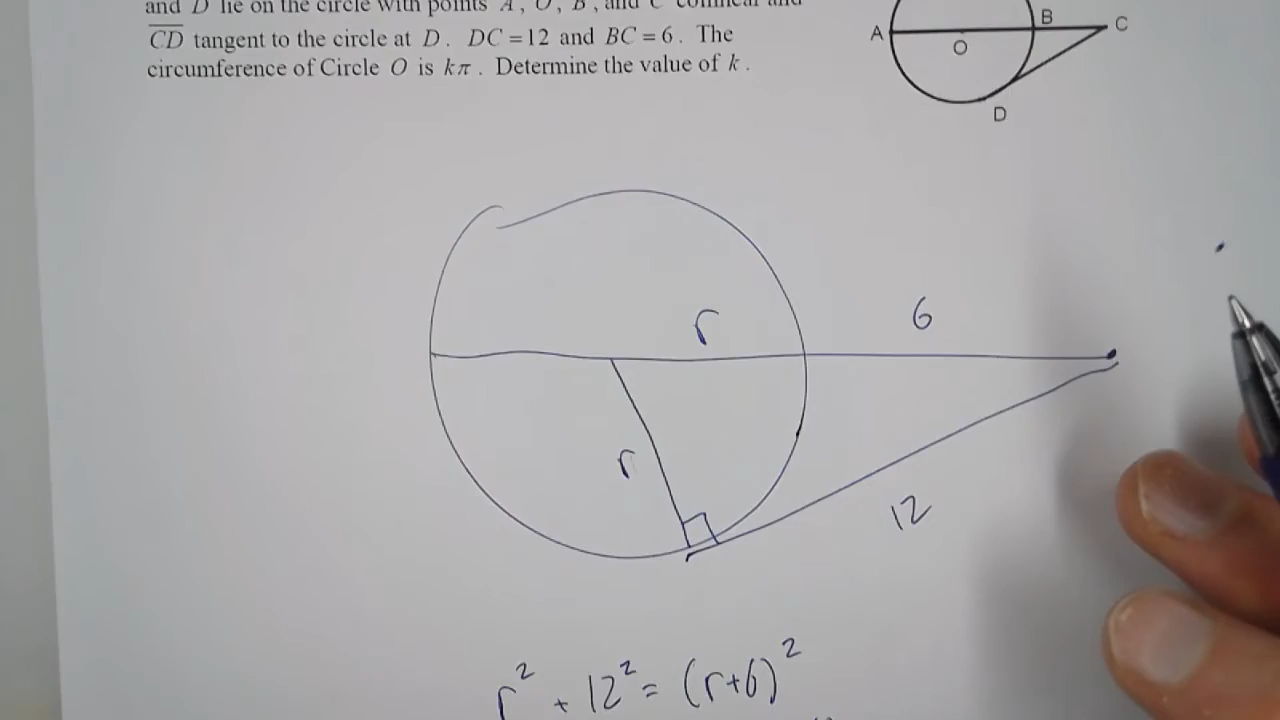 and D lie on the circle with points A, O, B, and C collinear and
CD tangent to the circle at D. DC = 12 and BC = 6. The
circumference of Circle O is kπ. Determine the value of k.
A
O
B
C
D
r
6
r
12
r² + 12² = (r+6)²